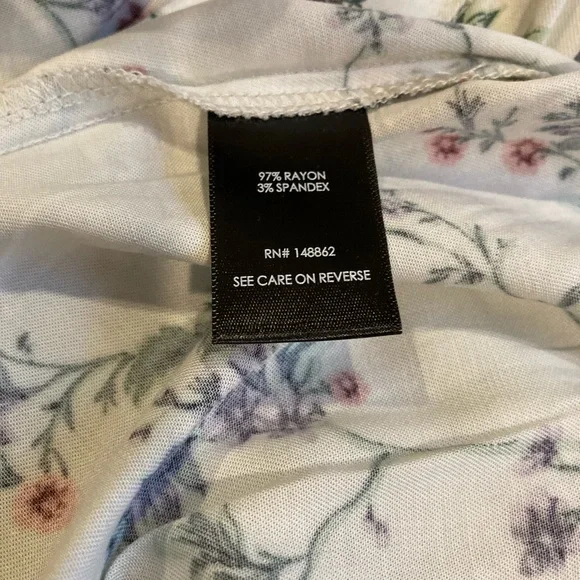 97% RAYON
3% SPANDEX
RN# 148862
SEE CARE ON REVERSE